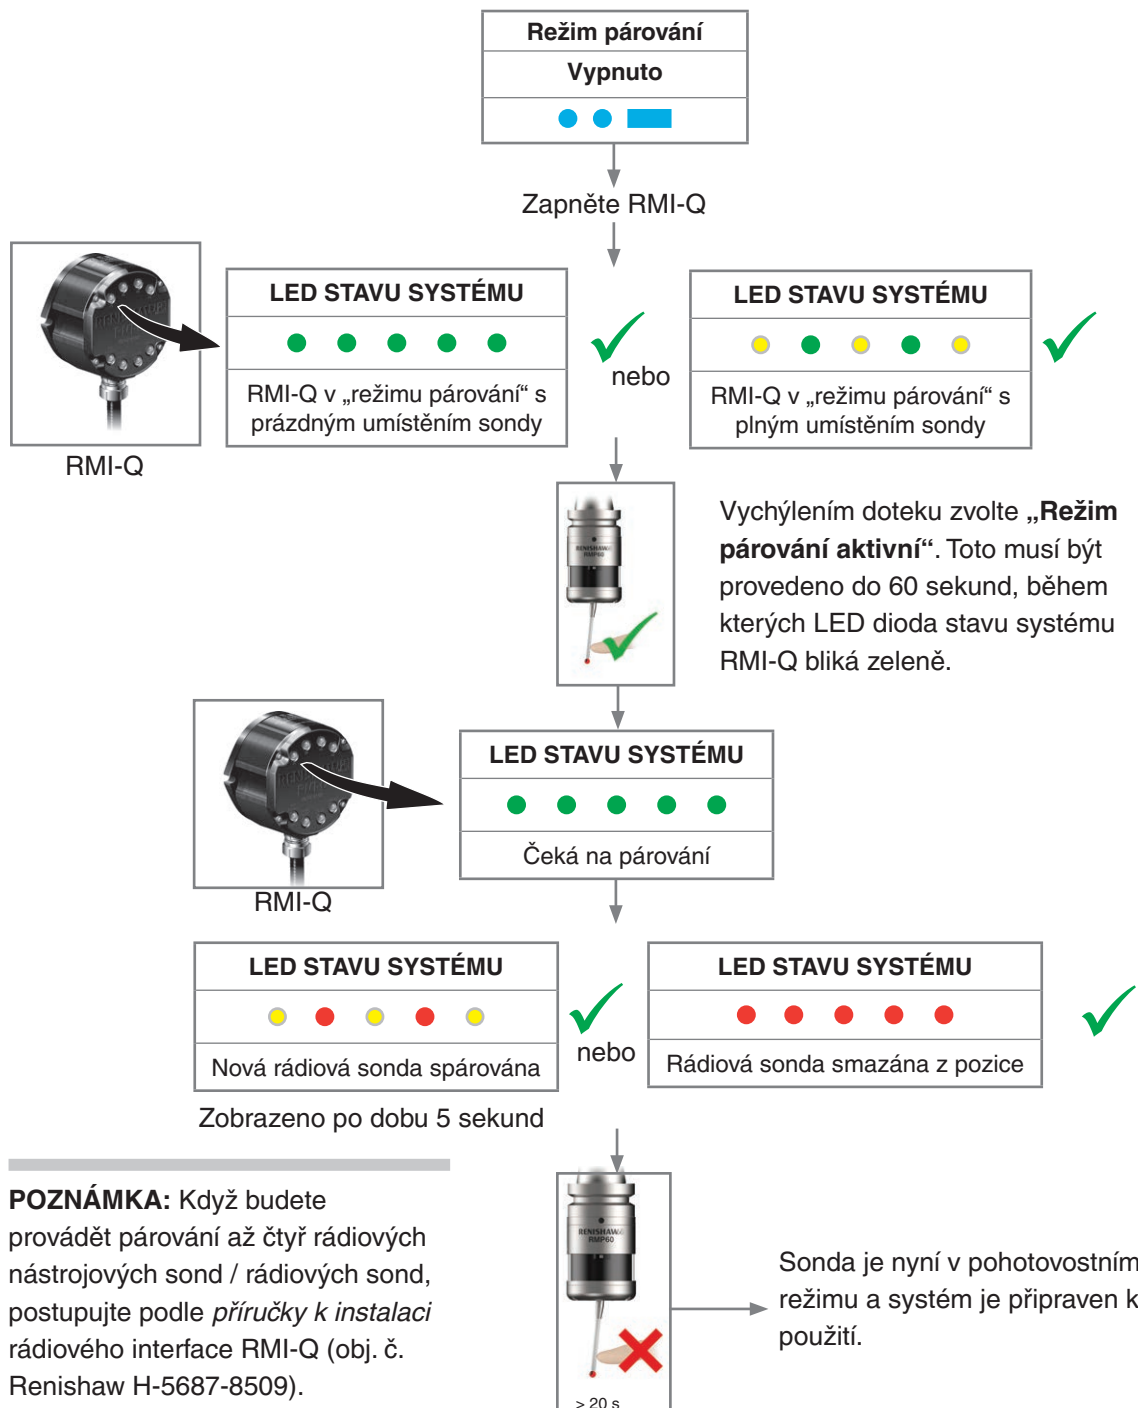 Režim párování
Vypnuto
Zapněte RMI-Q
LED STAVU SYSTÉMU
RMI-Q v „režimu párování“ s
prázdným umístěním sondy
nebo
LED STAVU SYSTÉMU
RMI-Q v „režimu párování“ s
plným umístěním sondy
RMI-Q
RENISHAW
RMP60
Vychýlením doteku zvolte „Režim
párování aktivní“. Toto musí být
provedeno do 60 sekund, během
kterých LED dioda stavu systému
RMI-Q bliká zeleně.
LED STAVU SYSTÉMU
Čeká na párování
RMI-Q
LED STAVU SYSTÉMU
Nová rádiová sonda spárována
Zobrazeno po dobu 5 sekund
nebo
LED STAVU SYSTÉMU
Rádiová sonda smazána z pozice
POZNÁMKA: Když budete
provádět párování až čtyř rádiových
nástrojových sond / rádiových sond,
postupujte podle příručky k instalaci
rádiového interface RMI-Q (obj. č.
Renishaw H-5687-8509).
RENISHAW
RMP60
> 20 s
Sonda je nyní v pohotovostním
režimu a systém je připraven k
použití.